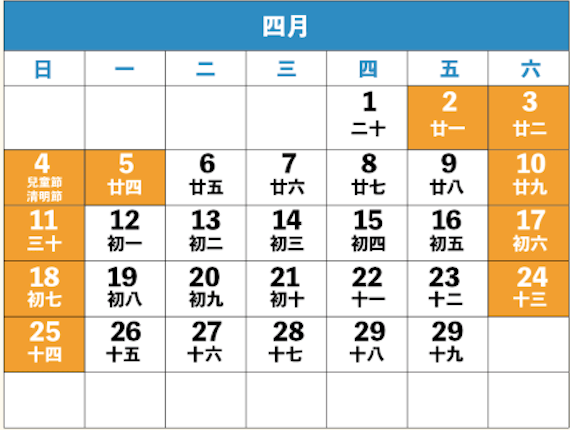 四月
日 一 二 三 四 五 六
1 2 3
二十 廿一 廿二
4 5 6 7 8 9 10
兒童節
清明節 廿四 廿五 廿六 廿七 廿八 廿九
11 12 13 14 15 16 17
三十 初一 初二 初三 初四 初五 初六
18 19 20 21 22 23 24
初七 初八 初九 初十 十一 十二 十三
25 26 27 28 29 29
十四 十五 十六 十七 十八 十九